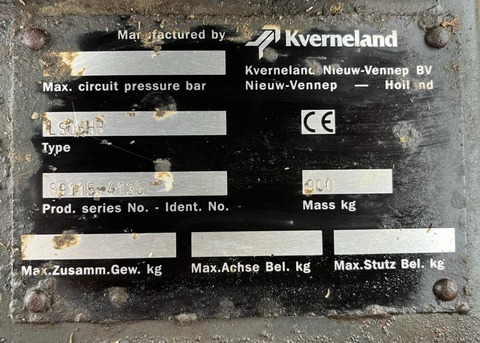 Manufactured by Kverneland
Max. circuit pressure bar
Kverneland Nieuw-Vennep BV
Nieuw-Vennep — Holland
Type
CE
900
Prod. series No. - Ident. No.
Mass kg
Max.Zusamm.Gew. kg
Max.Achse Bel. kg
Max.Stutz Bel. kg